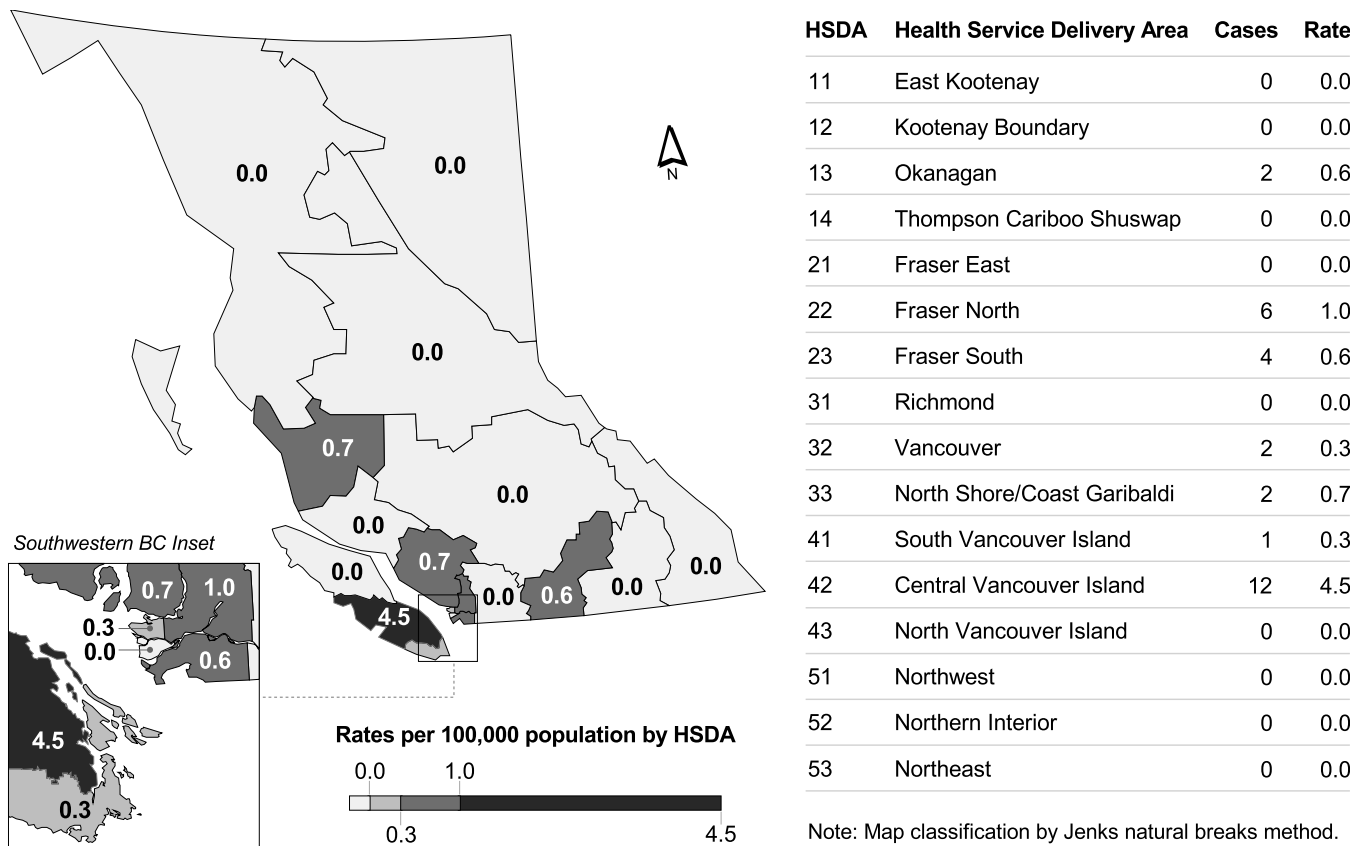 0.0
0.0
N
0.0
0.7
0.0
0.0
0.0
0.7
0.0
0.6
0.0
0.0
4.5
Southwestern BC Inset
0.7
1.0
0.3
0.0
0.6
4.5
0.3
Rates per 100,000 population by HSDA
0.0 1.0
0.3 4.5
HSDA Health Service Delivery Area Cases Rate
11 East Kootenay 0 0.0
12 Kootenay Boundary 0 0.0
13 Okanagan 2 0.6
14 Thompson Cariboo Shuswap 0 0.0
21 Fraser East 0 0.0
22 Fraser North 6 1.0
23 Fraser South 4 0.6
31 Richmond 0 0.0
32 Vancouver 2 0.3
33 North Shore/Coast Garibaldi 2 0.7
41 South Vancouver Island 1 0.3
42 Central Vancouver Island 12 4.5
43 North Vancouver Island 0 0.0
51 Northwest 0 0.0
52 Northern Interior 0 0.0
53 Northeast 0 0.0
Note: Map classification by Jenks natural breaks method.